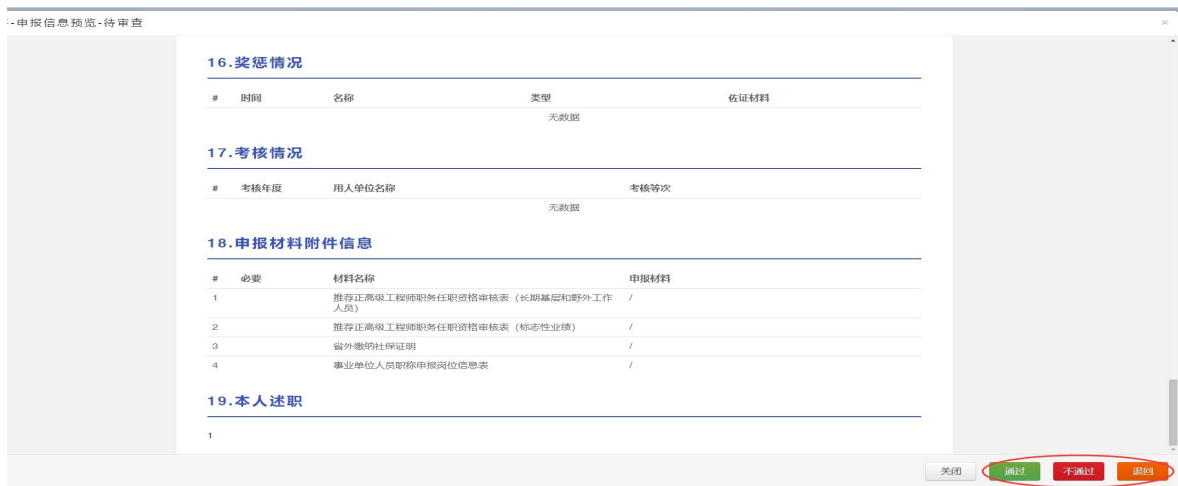 -申报信息预览-待审查 ×
16.奖惩情况
# 时间 名称 类型 佐证材料
无数据
17.考核情况
# 考核年度 用人单位名称 考核等次
无数据
18.申报材料附件信息
# 必要 材料名称 申报材料
1 推荐正高级工程师职务任职资格审核表（长期基层和野外工作 /
人员）
2 推荐正高级工程师职务任职资格审核表（标志性业绩） /
3 省外缴纳社保证明 /
4 事业单位人员职称申报岗位信息表 /
19.本人述职
1
关闭 通过 不通过 退回